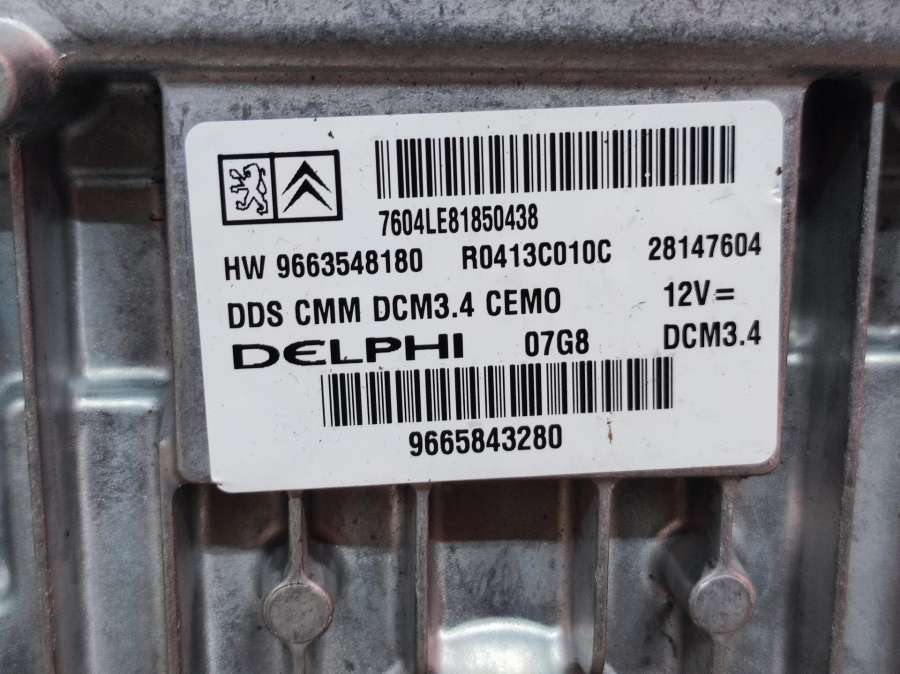 7604LE81850438
HW 9663548180 R0413C010C 28147604
DDS CMM DCM3.4 CEMO 12V=
DELPHI 07G8 DCM3.4
9665843280